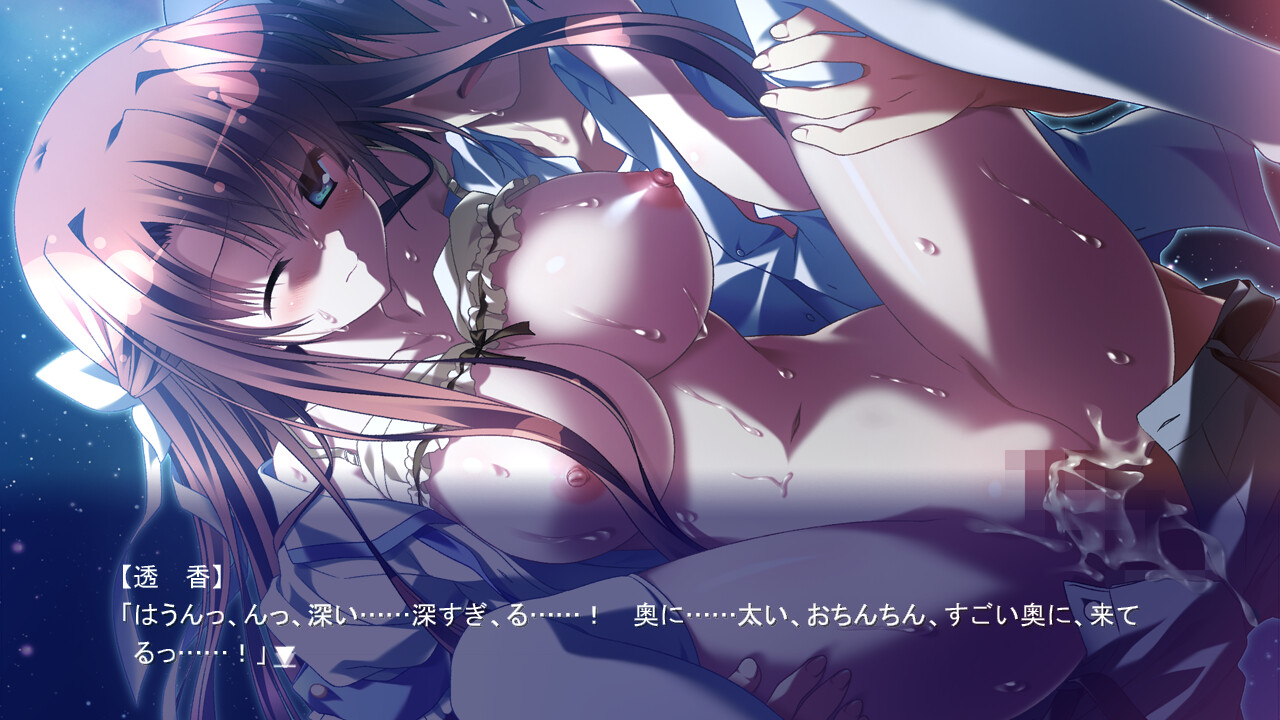 【透　香】
「はうんっ、んっ、深い……深すぎ、る……！　奥に……太い、おちんちん、すごい奥に、来て
るっ……！」